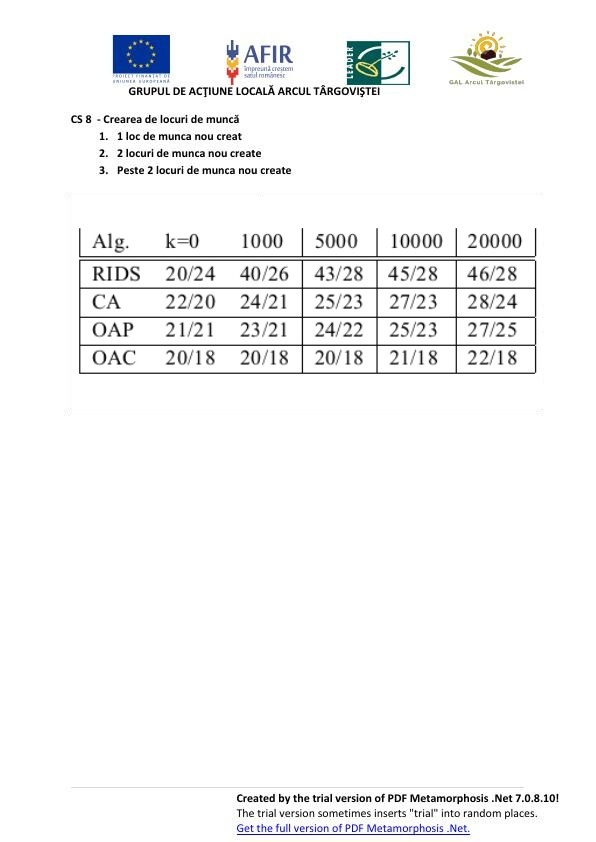 PROIECT FINANȚAT DE
UNIUNEA EUROPEANĂ
AFIR
împreună creştem
satul românesc
LEADER
GAL Arcul Târgoviștei
GRUPUL DE ACŢIUNE LOCALĂ ARCUL TÂRGOVIŞTEI
CS 8 - Crearea de locuri de muncă
1. 1 loc de munca nou creat
2. 2 locuri de munca nou create
3. Peste 2 locuri de munca nou create
Alg. k=0 1000 5000 10000 20000
RIDS 20/24 40/26 43/28 45/28 46/28
CA 22/20 24/21 25/23 27/23 28/24
OAP 21/21 23/21 24/22 25/23 27/25
OAC 20/18 20/18 20/18 21/18 22/18
Created by the trial version of PDF Metamorphosis .Net 7.0.8.10!
The trial version sometimes inserts "trial" into random places.
Get the full version of PDF Metamorphosis .Net.